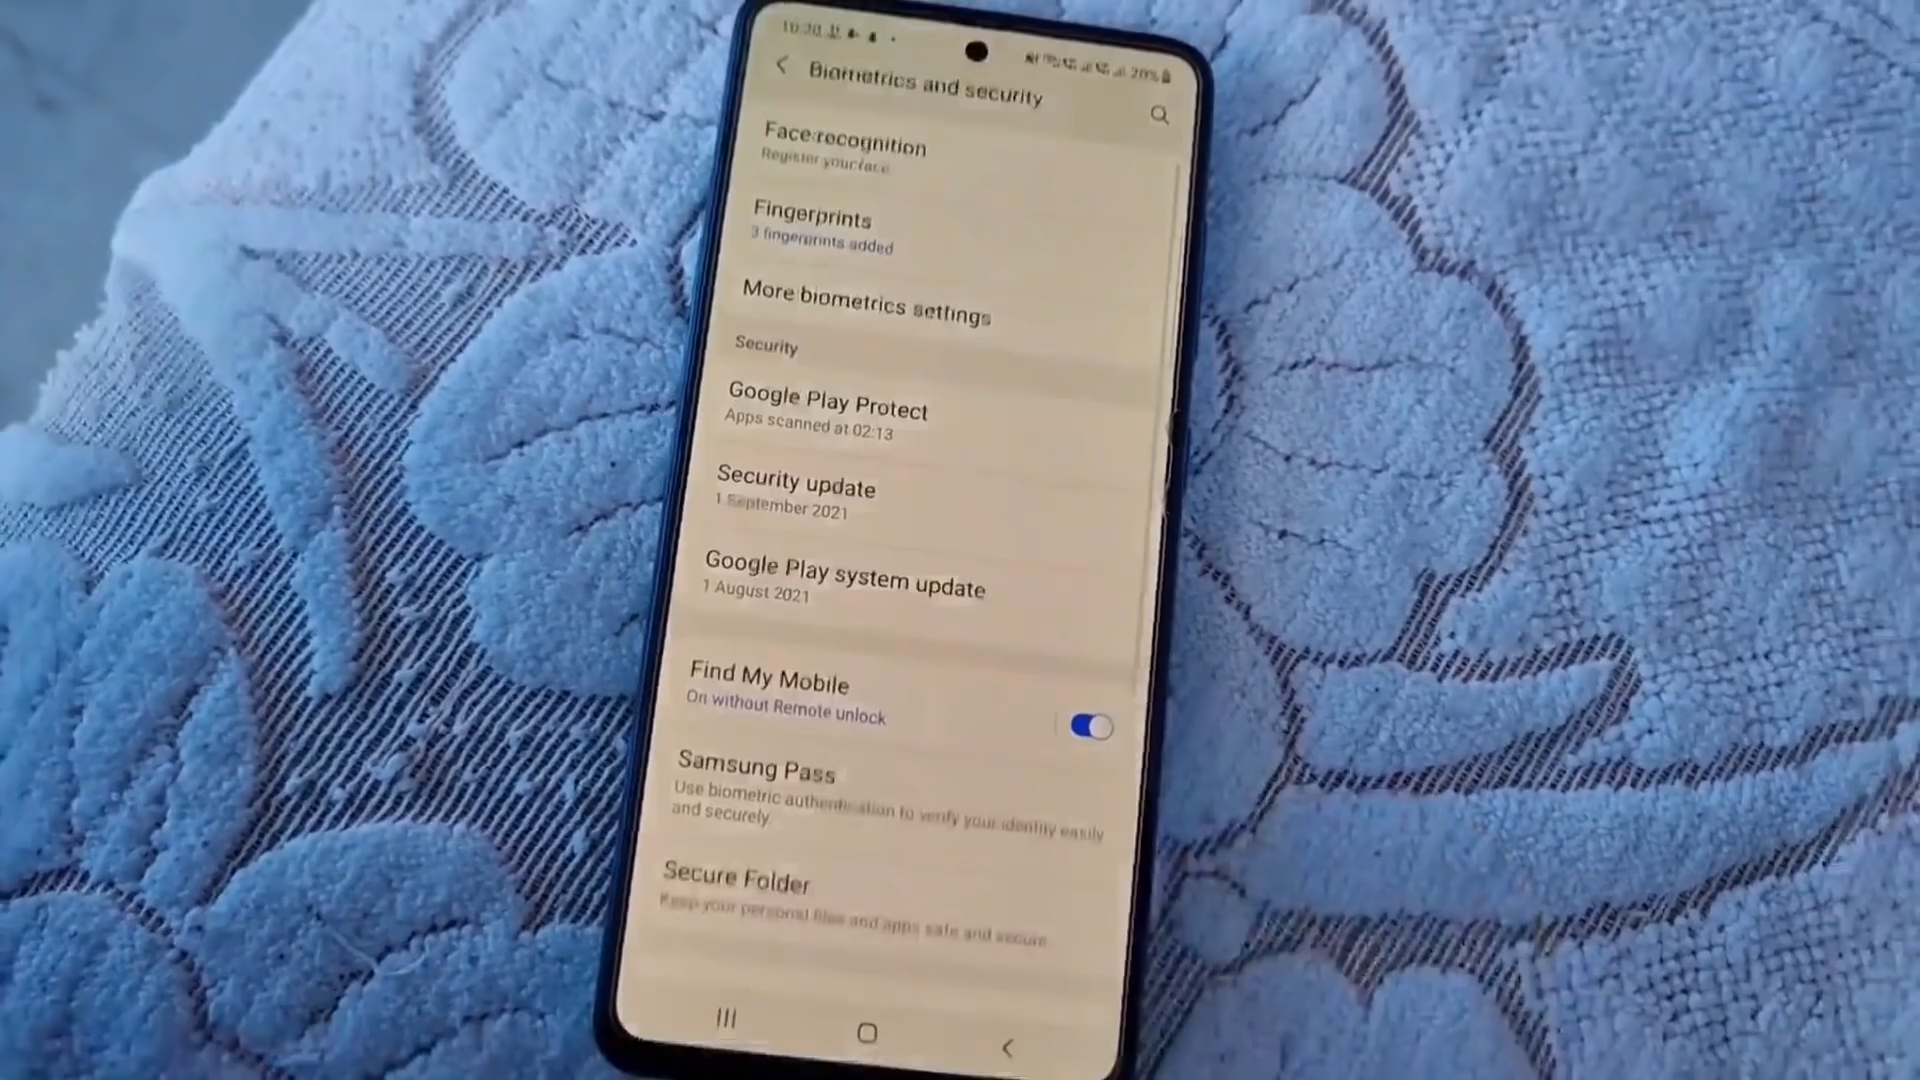 10:20
20%
Biometrics and security
Face recognition
Register your face
Fingerprints
3 fingerprints added
More biometrics settings
Security
Google Play Protect
Apps scanned at 02:13
Security update
1 September 2021
Google Play system update
1 August 2021
Find My Mobile
On without Remote unlock
Samsung Pass
Use biometric authentication to verify your identity easily
and securely.
Secure Folder
Keep your personal files and apps safe and secure.